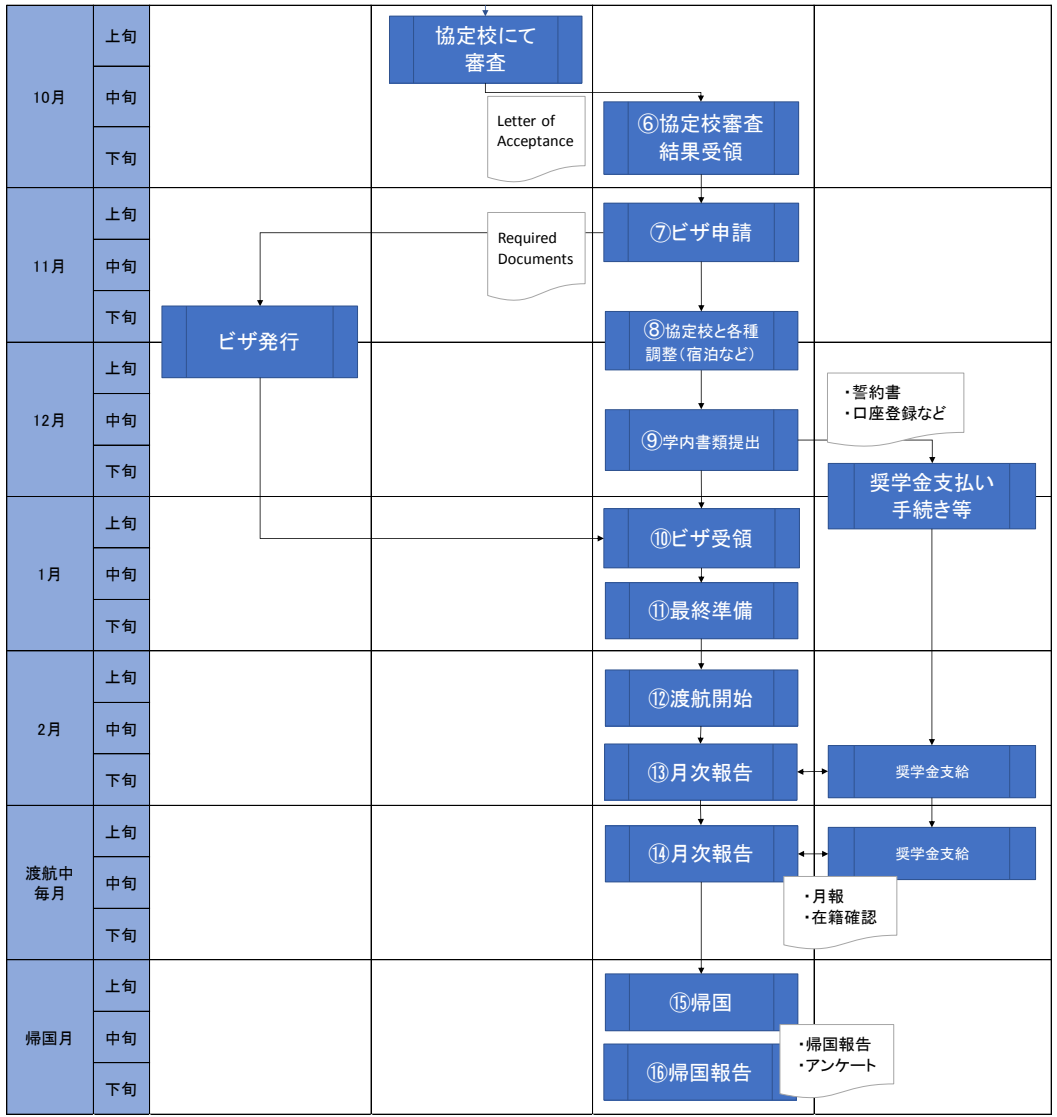 10月
上旬
協定校にて
審査
中旬
Letter of
Acceptance
⑥協定校審査
結果受領
下旬
11月
上旬
Required
Documents
⑦ビザ申請
中旬
下旬
ビザ発行
⑧協定校と各種
調整(宿泊など)
12月
上旬
・誓約書
・口座登録など
中旬
⑨学内書類提出
下旬
奨学金支払い
手続き等
1月
上旬
⑩ビザ受領
中旬
⑪最終準備
下旬
2月
上旬
⑫渡航開始
中旬
下旬
⑬月次報告
奨学金支給
渡航中
毎月
上旬
⑭月次報告
奨学金支給
中旬
・月報
・在籍確認
下旬
帰国月
上旬
⑮帰国
中旬
・帰国報告
・アンケート
下旬
⑯帰国報告